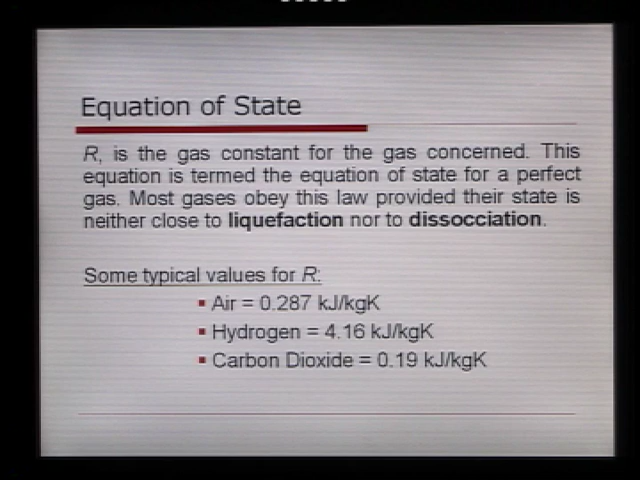 Equation of State
R, is the gas constant for the gas concerned. This
equation is termed the equation of state for a perfect
gas. Most gases obey this law provided their state is
neither close to liquefaction nor to dissocciation.
Some typical values for R:
▪ Air = 0.287 kJ/kgK
▪ Hydrogen = 4.16 kJ/kgK
▪ Carbon Dioxide = 0.19 kJ/kgK